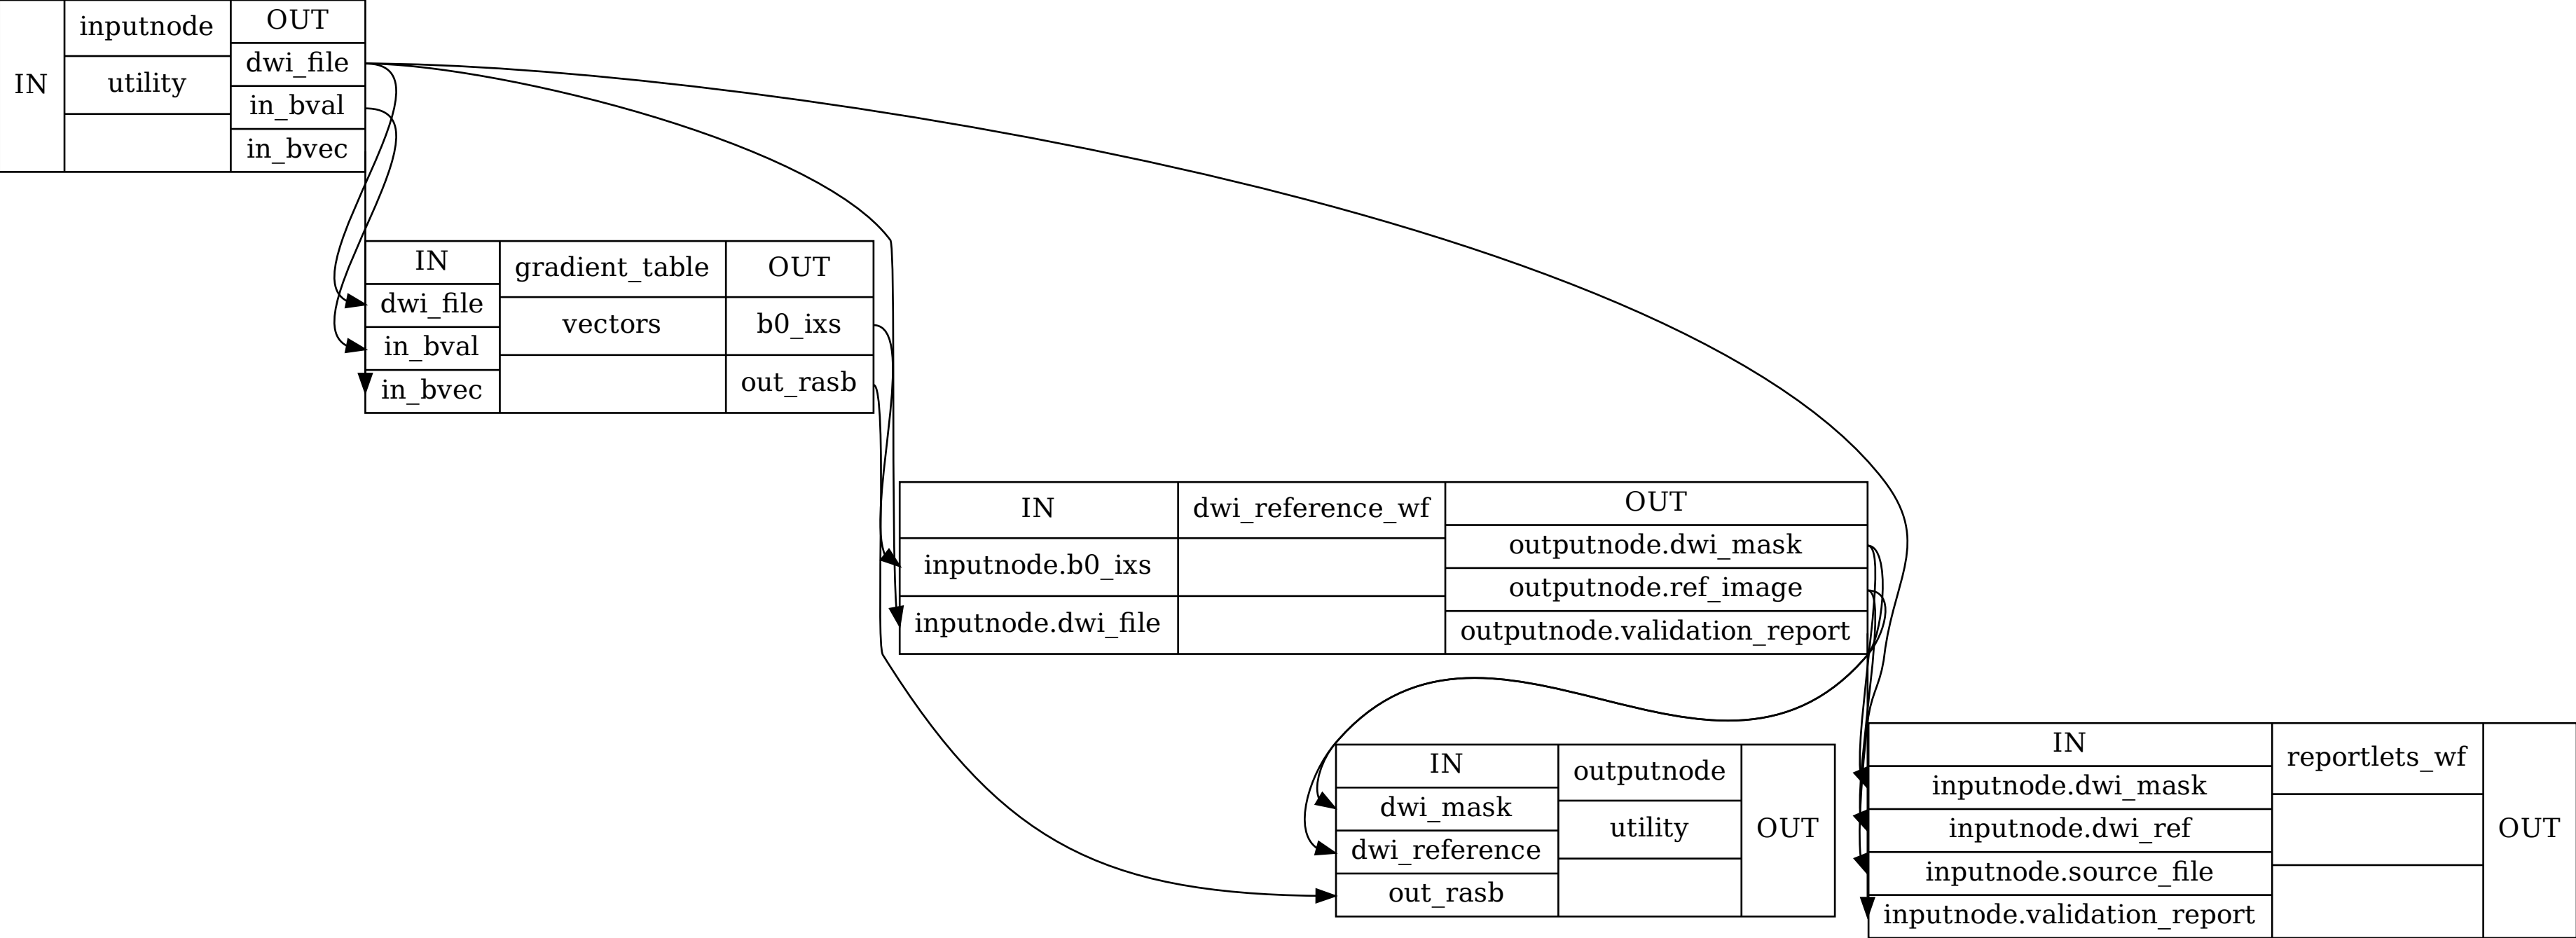 IN
inputnode
utility
OUT
dwi_file
in_bval
in_bvec
IN
dwi_file
in_bval
in_bvec
gradient_table
vectors
OUT
b0_ixs
out_rasb
IN
inputnode.b0_ixs
inputnode.dwi_file
dwi_reference_wf
OUT
outputnode.dwi_mask
outputnode.ref_image
outputnode.validation_report
IN
dwi_mask
dwi_reference
out_rasb
outputnode
utility
OUT
IN
inputnode.dwi_mask
inputnode.dwi_ref
inputnode.source_file
inputnode.validation_report
reportlets_wf
OUT